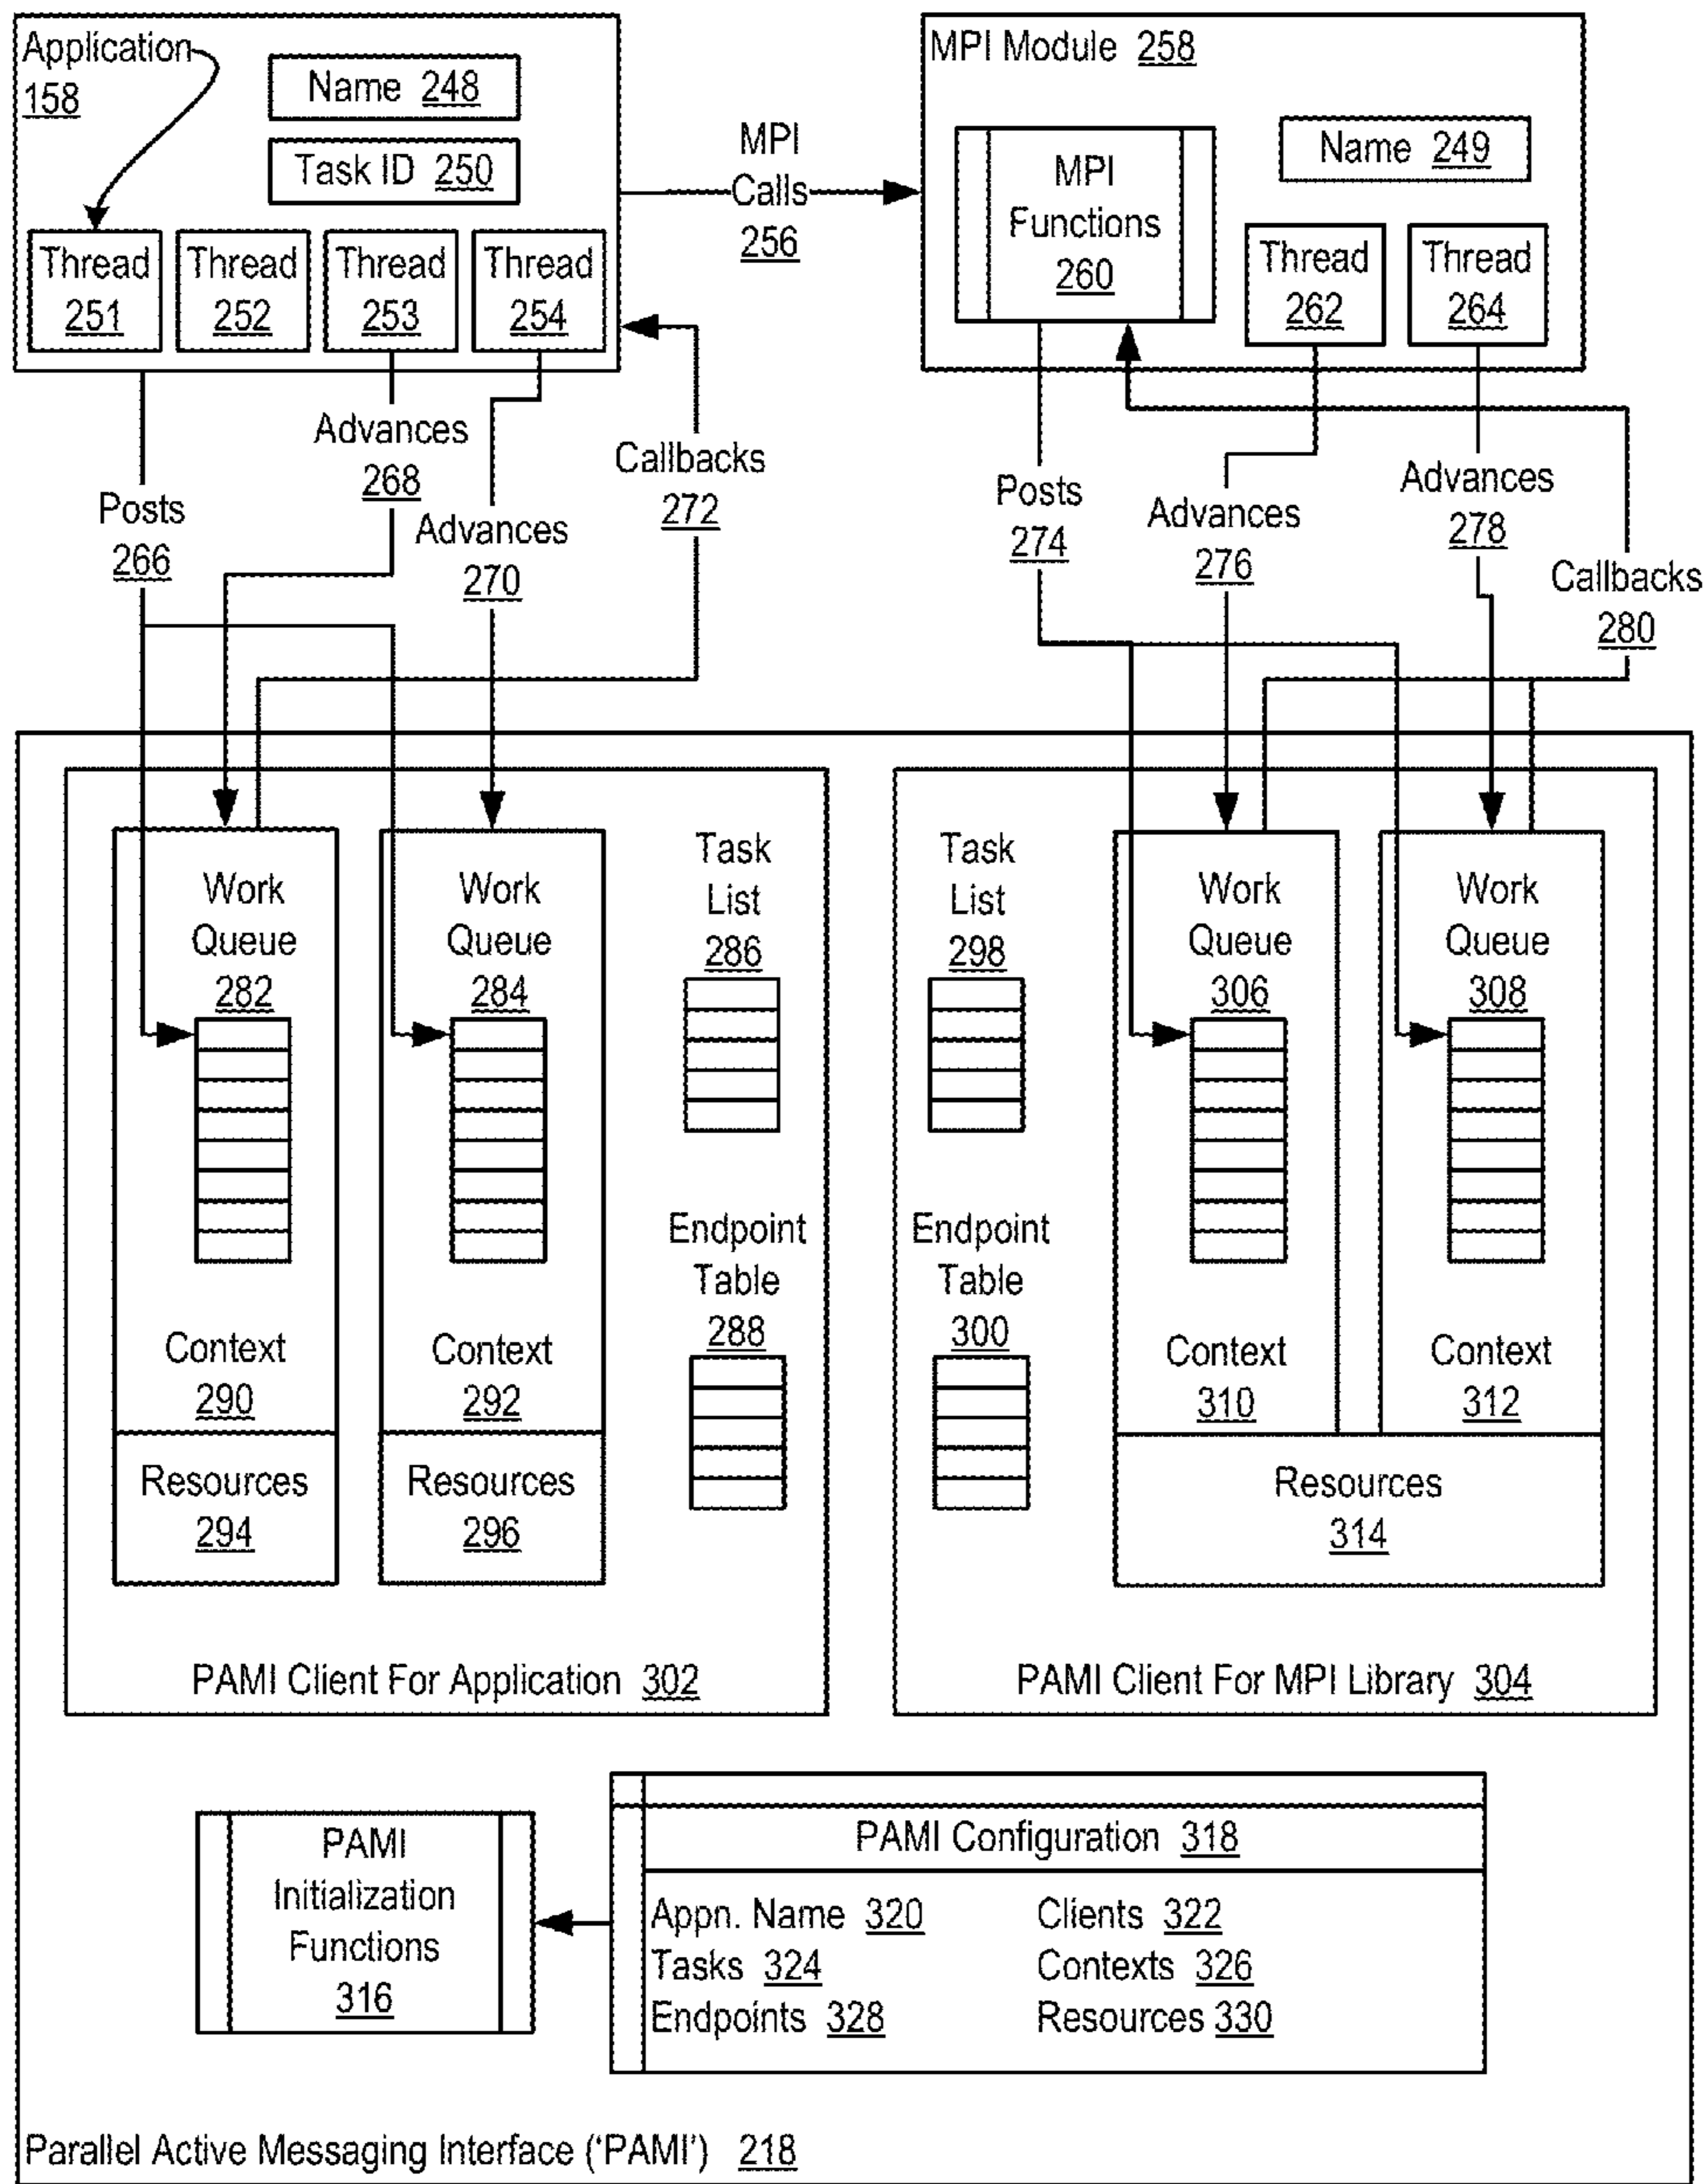 Application
158
Name 248
Task ID 250
Thread
251
Thread
252
Thread
253
Thread
254
MPI
Calls
256
MPI Module 258
MPI
Functions
260
Name 249
Thread
262
Thread
264
Posts
266
Advances
268
Advances
270
Callbacks
272
Posts
274
Advances
276
Advances
278
Callbacks
280
Work
Queue
282
Context
290
Resources
294
Work
Queue
284
Context
292
Resources
296
Task
List
286
Endpoint
Table
288
PAMI Client For Application 302
Task
List
298
Endpoint
Table
300
Work
Queue
306
Context
310
Work
Queue
308
Context
312
Resources
314
PAMI Client For MPI Library 304
PAMI
Initialization
Functions
316
PAMI Configuration 318
Appn. Name 320 Clients 322
Tasks 324 Contexts 326
Endpoints 328 Resources 330
Parallel Active Messaging Interface (‘PAMI’) 218